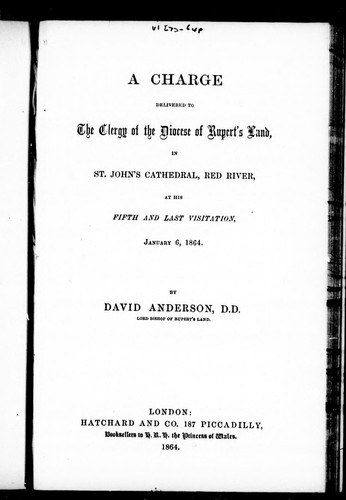 A CHARGE
DELIVERED TO
The Clergy of the Diocese of Rupert's Land,
IN
ST. JOHN'S CATHEDRAL, RED RIVER,
AT HIS
FIFTH AND LAST VISITATION,
JANUARY 6, 1864.
BY
DAVID ANDERSON, D.D.
LORD BISHOP OF RUPERT'S LAND.
LONDON:
HATCHARD AND CO. 187 PICCADILLY,
Booksellers to H. R. H. the Princess of Wales.
1864.